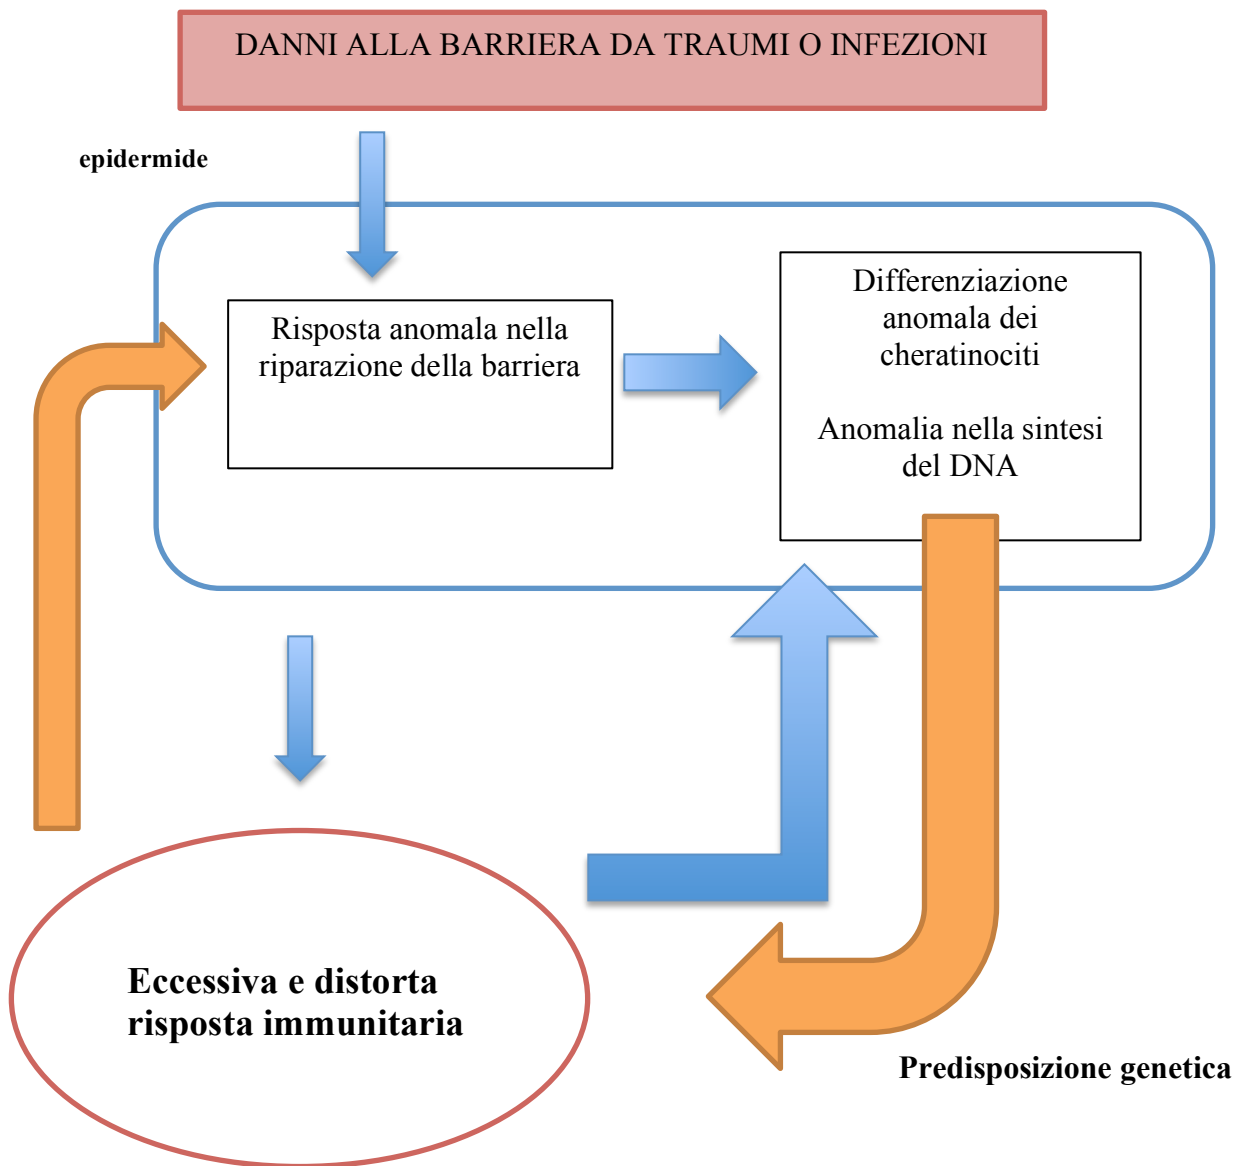 DANNI ALLA BARRIERA DA TRAUMI O INFEZIONI
epidermide
Risposta anomala nella
riparazione della barriera
Differenziazione
anomala dei
cheratinociti
Anomalia nella sintesi
del DNA
Eccessiva e distorta
risposta immunitaria
Predisposizione genetica